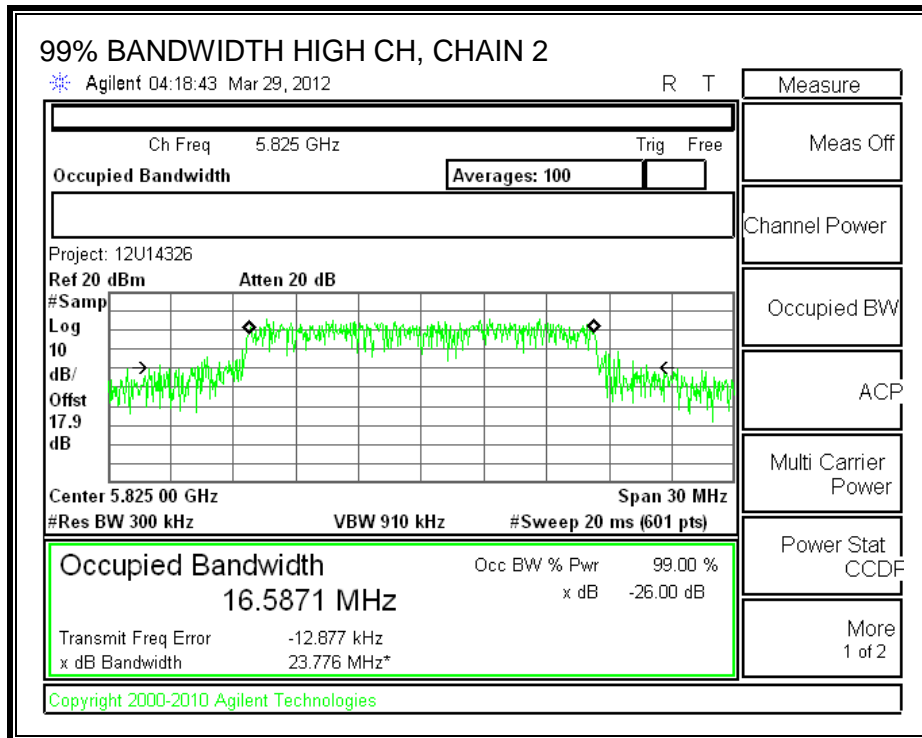 99% BANDWIDTH HIGH CH, CHAIN 2
Agilent 04:18:43 Mar 29, 2012 R T
Measure
Ch Freq 5.825 GHz Trig Free
Meas Off
Occupied Bandwidth Averages: 100
Channel Power
Project: 12U14326
Ref 20 dBm Atten 20 dB
#Samp
Log
10
dB/
Offst
17.9
dB
Occupied BW
ACP
Multi Carrier
Power
Center 5.825 00 GHz Span 30 MHz
#Res BW 300 kHz VBW 910 kHz #Sweep 20 ms (601 pts)
Power Stat
CCDF
Occupied Bandwidth Occ BW % Pwr 99.00 %
16.5871 MHz x dB -26.00 dB
Transmit Freq Error -12.877 kHz
x dB Bandwidth 23.776 MHz*
More
1 of 2
Copyright 2000-2010 Agilent Technologies